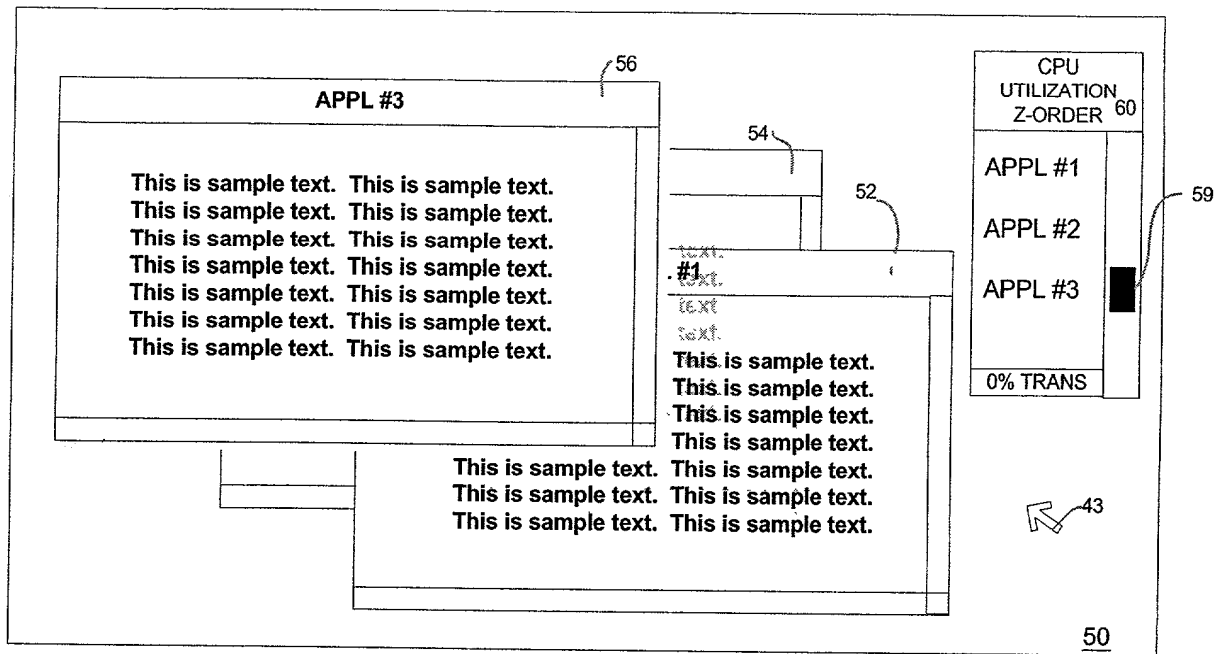 56
APPL #3
This is sample text. This is sample text.
This is sample text. This is sample text.
This is sample text. This is sample text.
This is sample text. This is sample text.
This is sample text. This is sample text.
This is sample text. This is sample text.
This is sample text. This is sample text.
54
52
text.
. #1
text.
text
text.
This is sample text.
This is sample text.
This is sample text.
This is sample text.
This is sample text. This is sample text.
This is sample text. This is sample text.
This is sample text. This is sample text.
CPU
UTILIZATION
Z-ORDER 60
APPL #1
APPL #2
APPL #3
0% TRANS
59
43
50